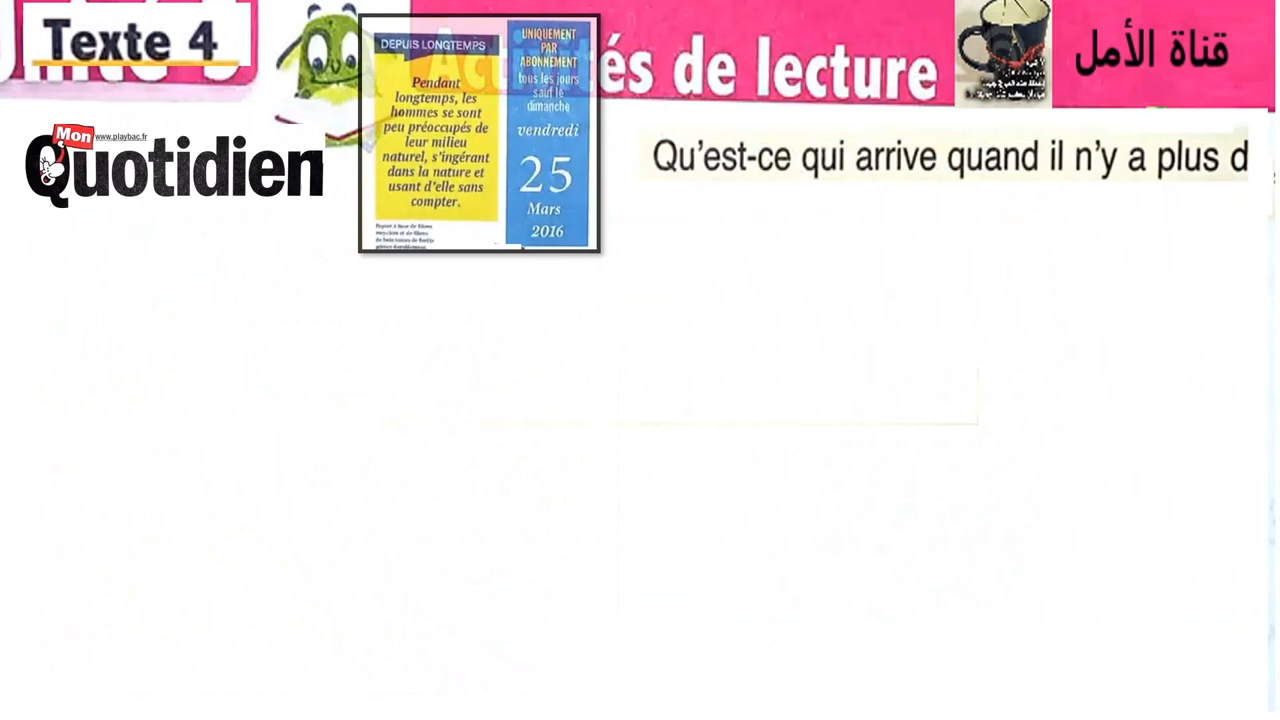 Texte 4
és de lecture
قناة الأمل
Mon
www.playbac.fr
Quotidien
DEPUIS LONGTEMPS
Pendant
longtemps, les
hommes se sont
peu préoccupés de
leur milieu
naturel, s'ingérant
dans la nature et
usant d'elle sans
compter.
UNIQUEMENT
PAR
ABONNEMENT
tous les jours
sauf le
dimanche
vendredi
25
Mars
2016
Qu'est-ce qui arrive quand il n'y a plus d